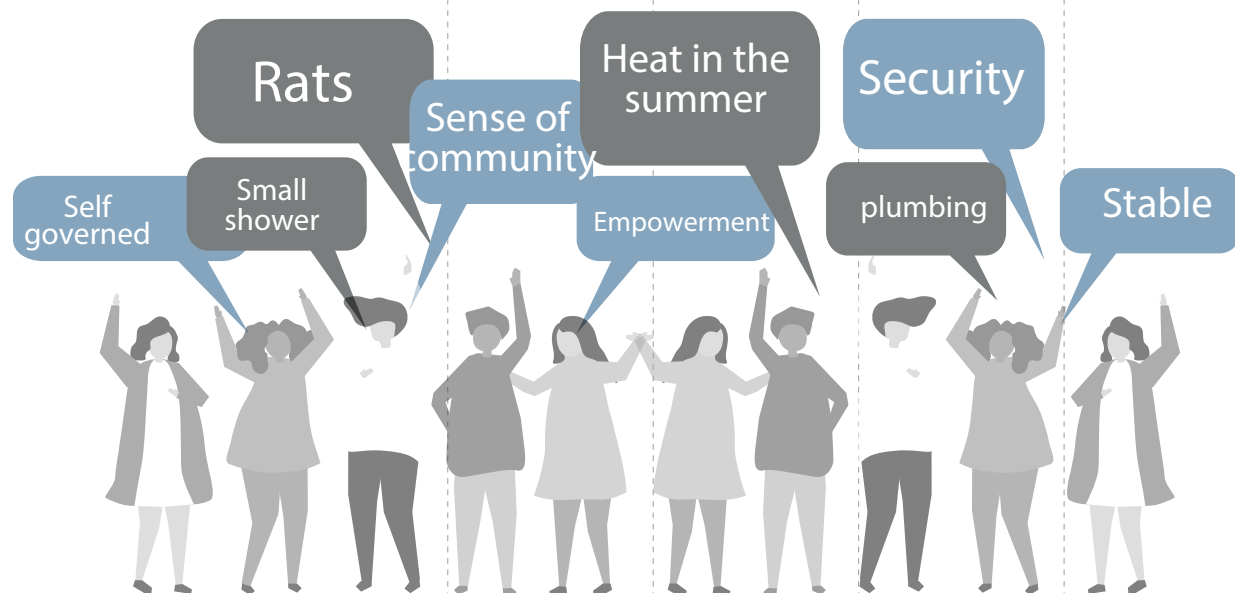 Rats
Sense of
community
Heat in the
summer
Security
Self
governed
Small
shower
Empowerment
plumbing
Stable